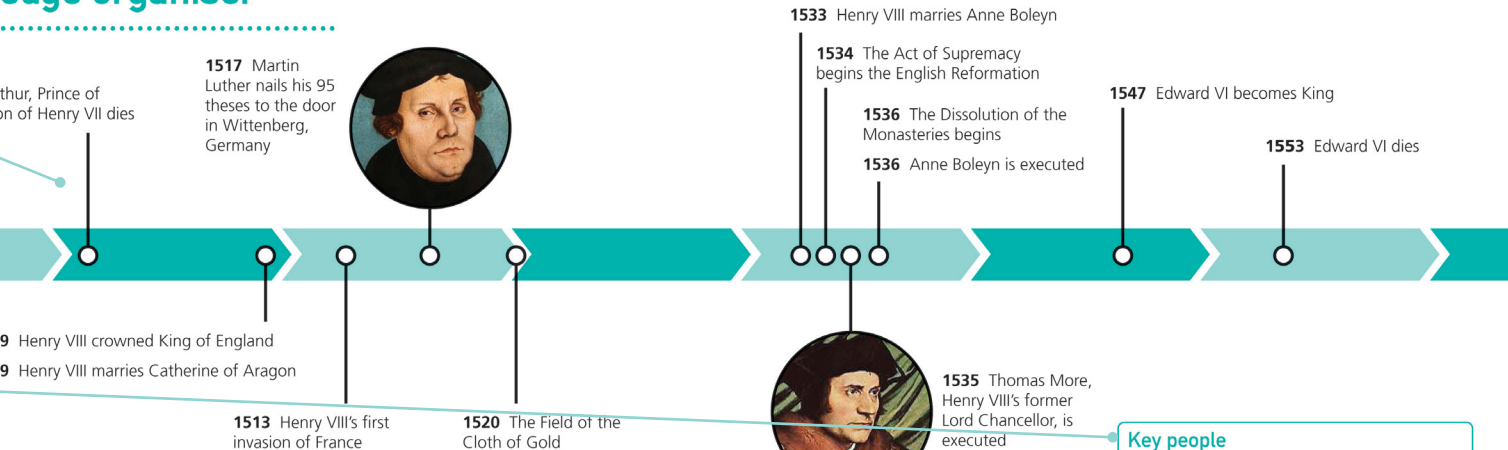 organiser
thur, Prince of
on of Henry VII dies
1517 Martin
Luther nails his 95
theses to the door
in Wittenberg,
Germany
1533 Henry VIII marries Anne Boleyn
1534 The Act of Supremacy
begins the English Reformation
1536 The Dissolution of the
Monasteries begins
1536 Anne Boleyn is executed
1547 Edward VI becomes King
1553 Edward VI dies
9 Henry VIII crowned King of England
9 Henry VIII marries Catherine of Aragon
1513 Henry VIII's first
invasion of France
1520 The Field of the
Cloth of Gold
1535 Thomas More,
Henry VIII's former
Lord Chancellor, is
executed
Key people